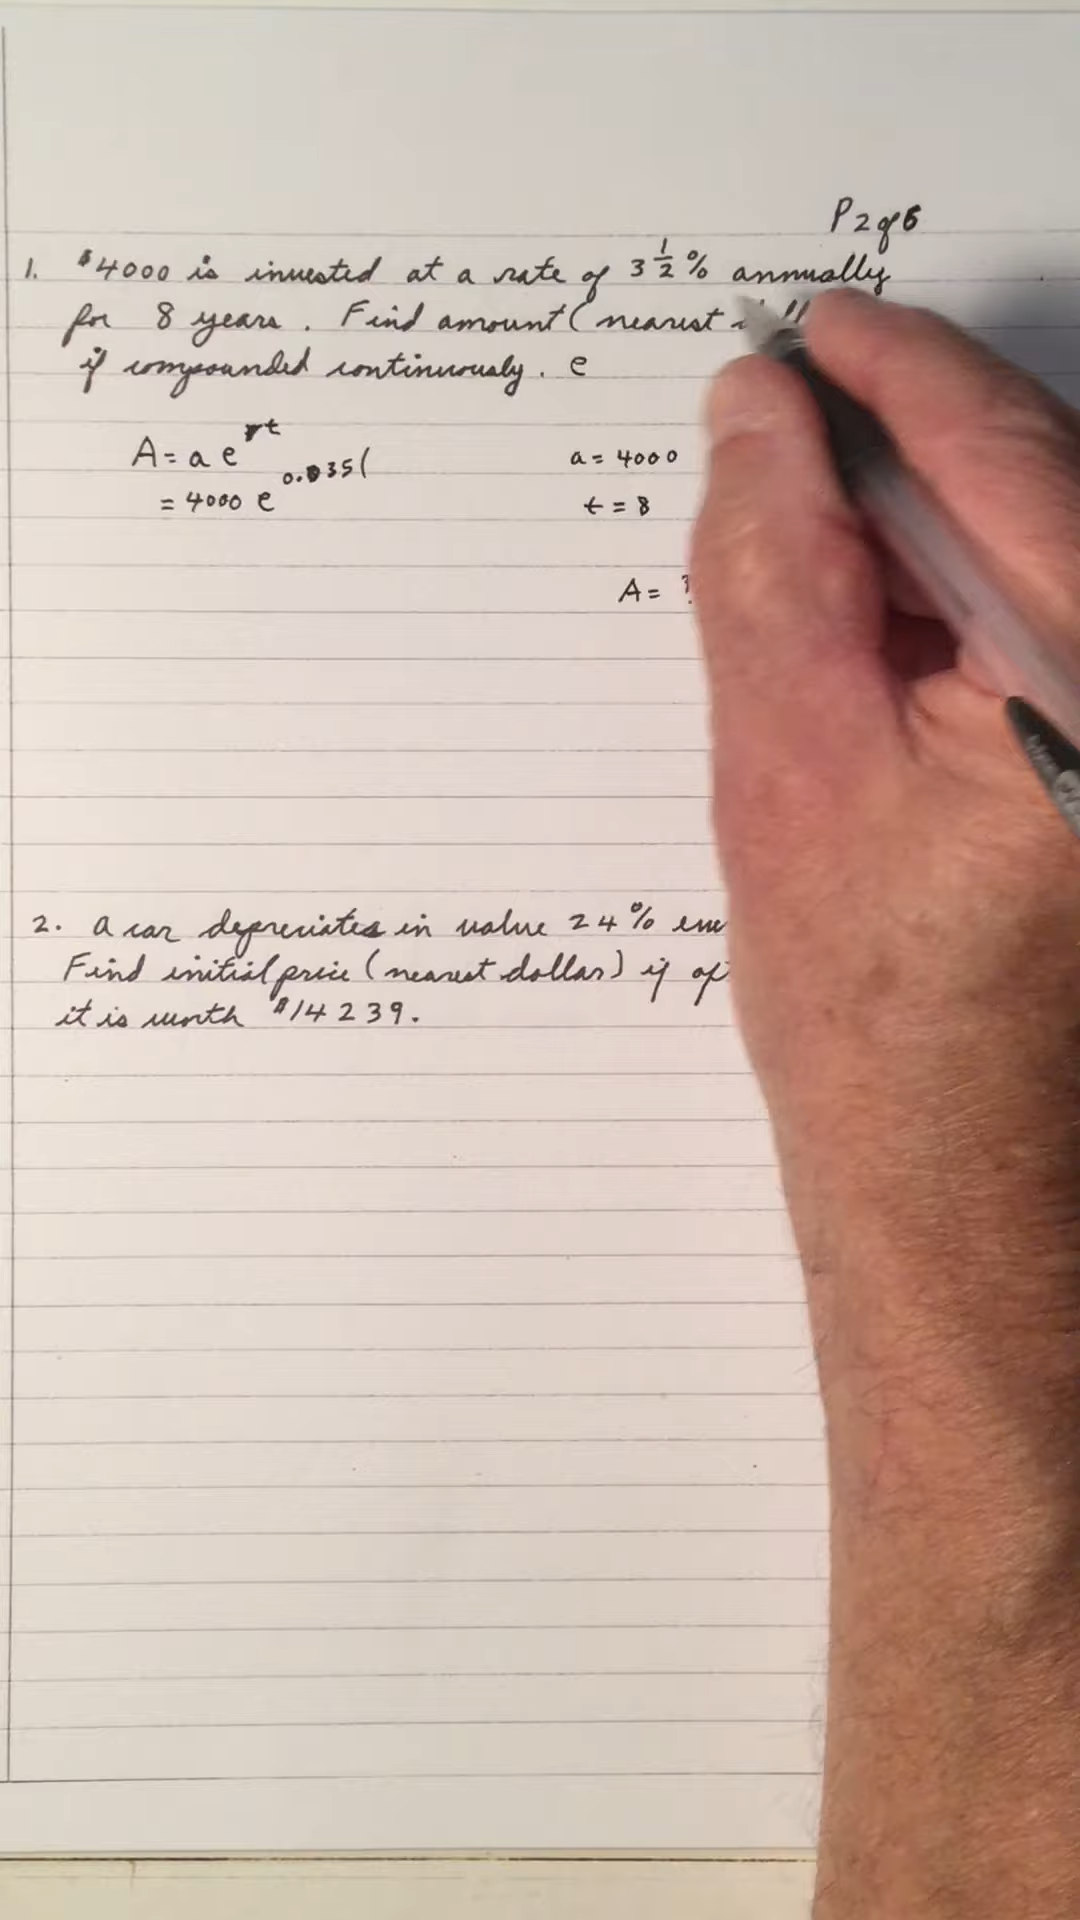 P 2 of 6
1. $4000 is invested at a rate of 3 1/2 % annually
for 8 years. Find amount (nearest
if compounded continuously. e
A = a e^rt
a = 4000
= 4000 e^0.035(
t = 8
A = ?
2. A car depreciates in value 24%
Find initial price (nearest dollar) if
it is worth $14239.